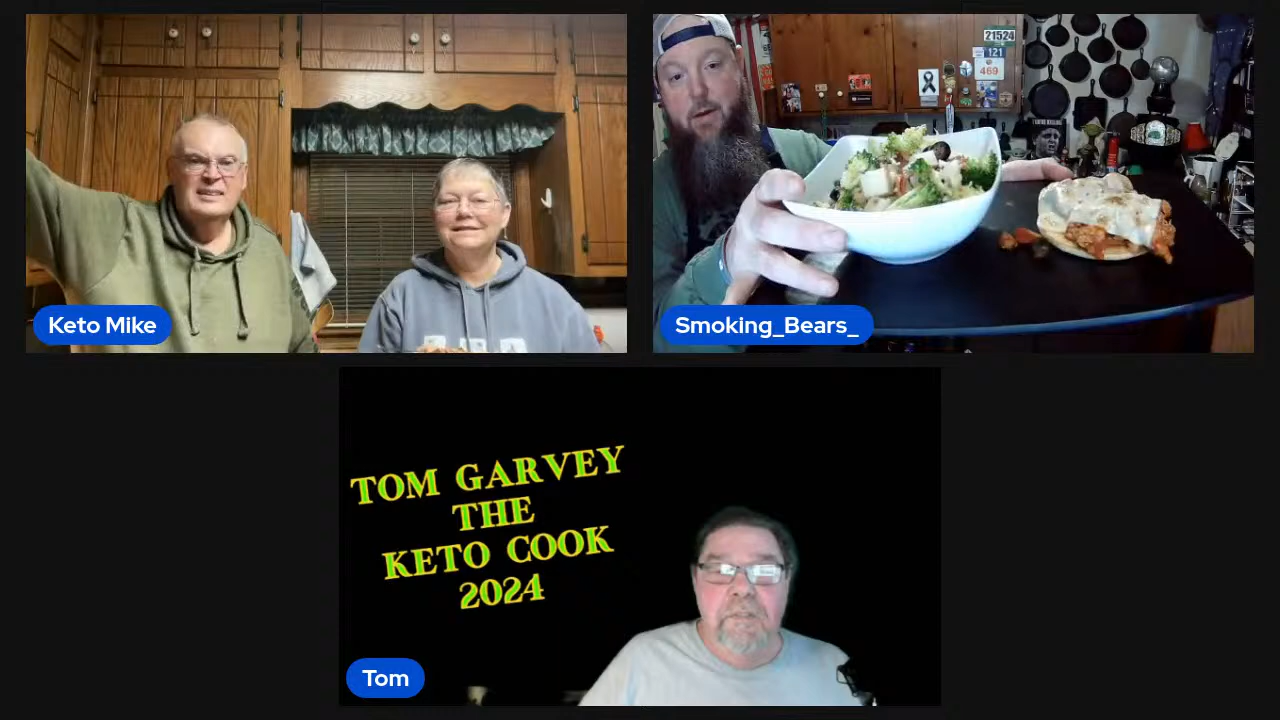 21524
121
469
Keto Mike
Smoking_Bears_
TOM GARVEY
THE
KETO COOK
2024
Tom